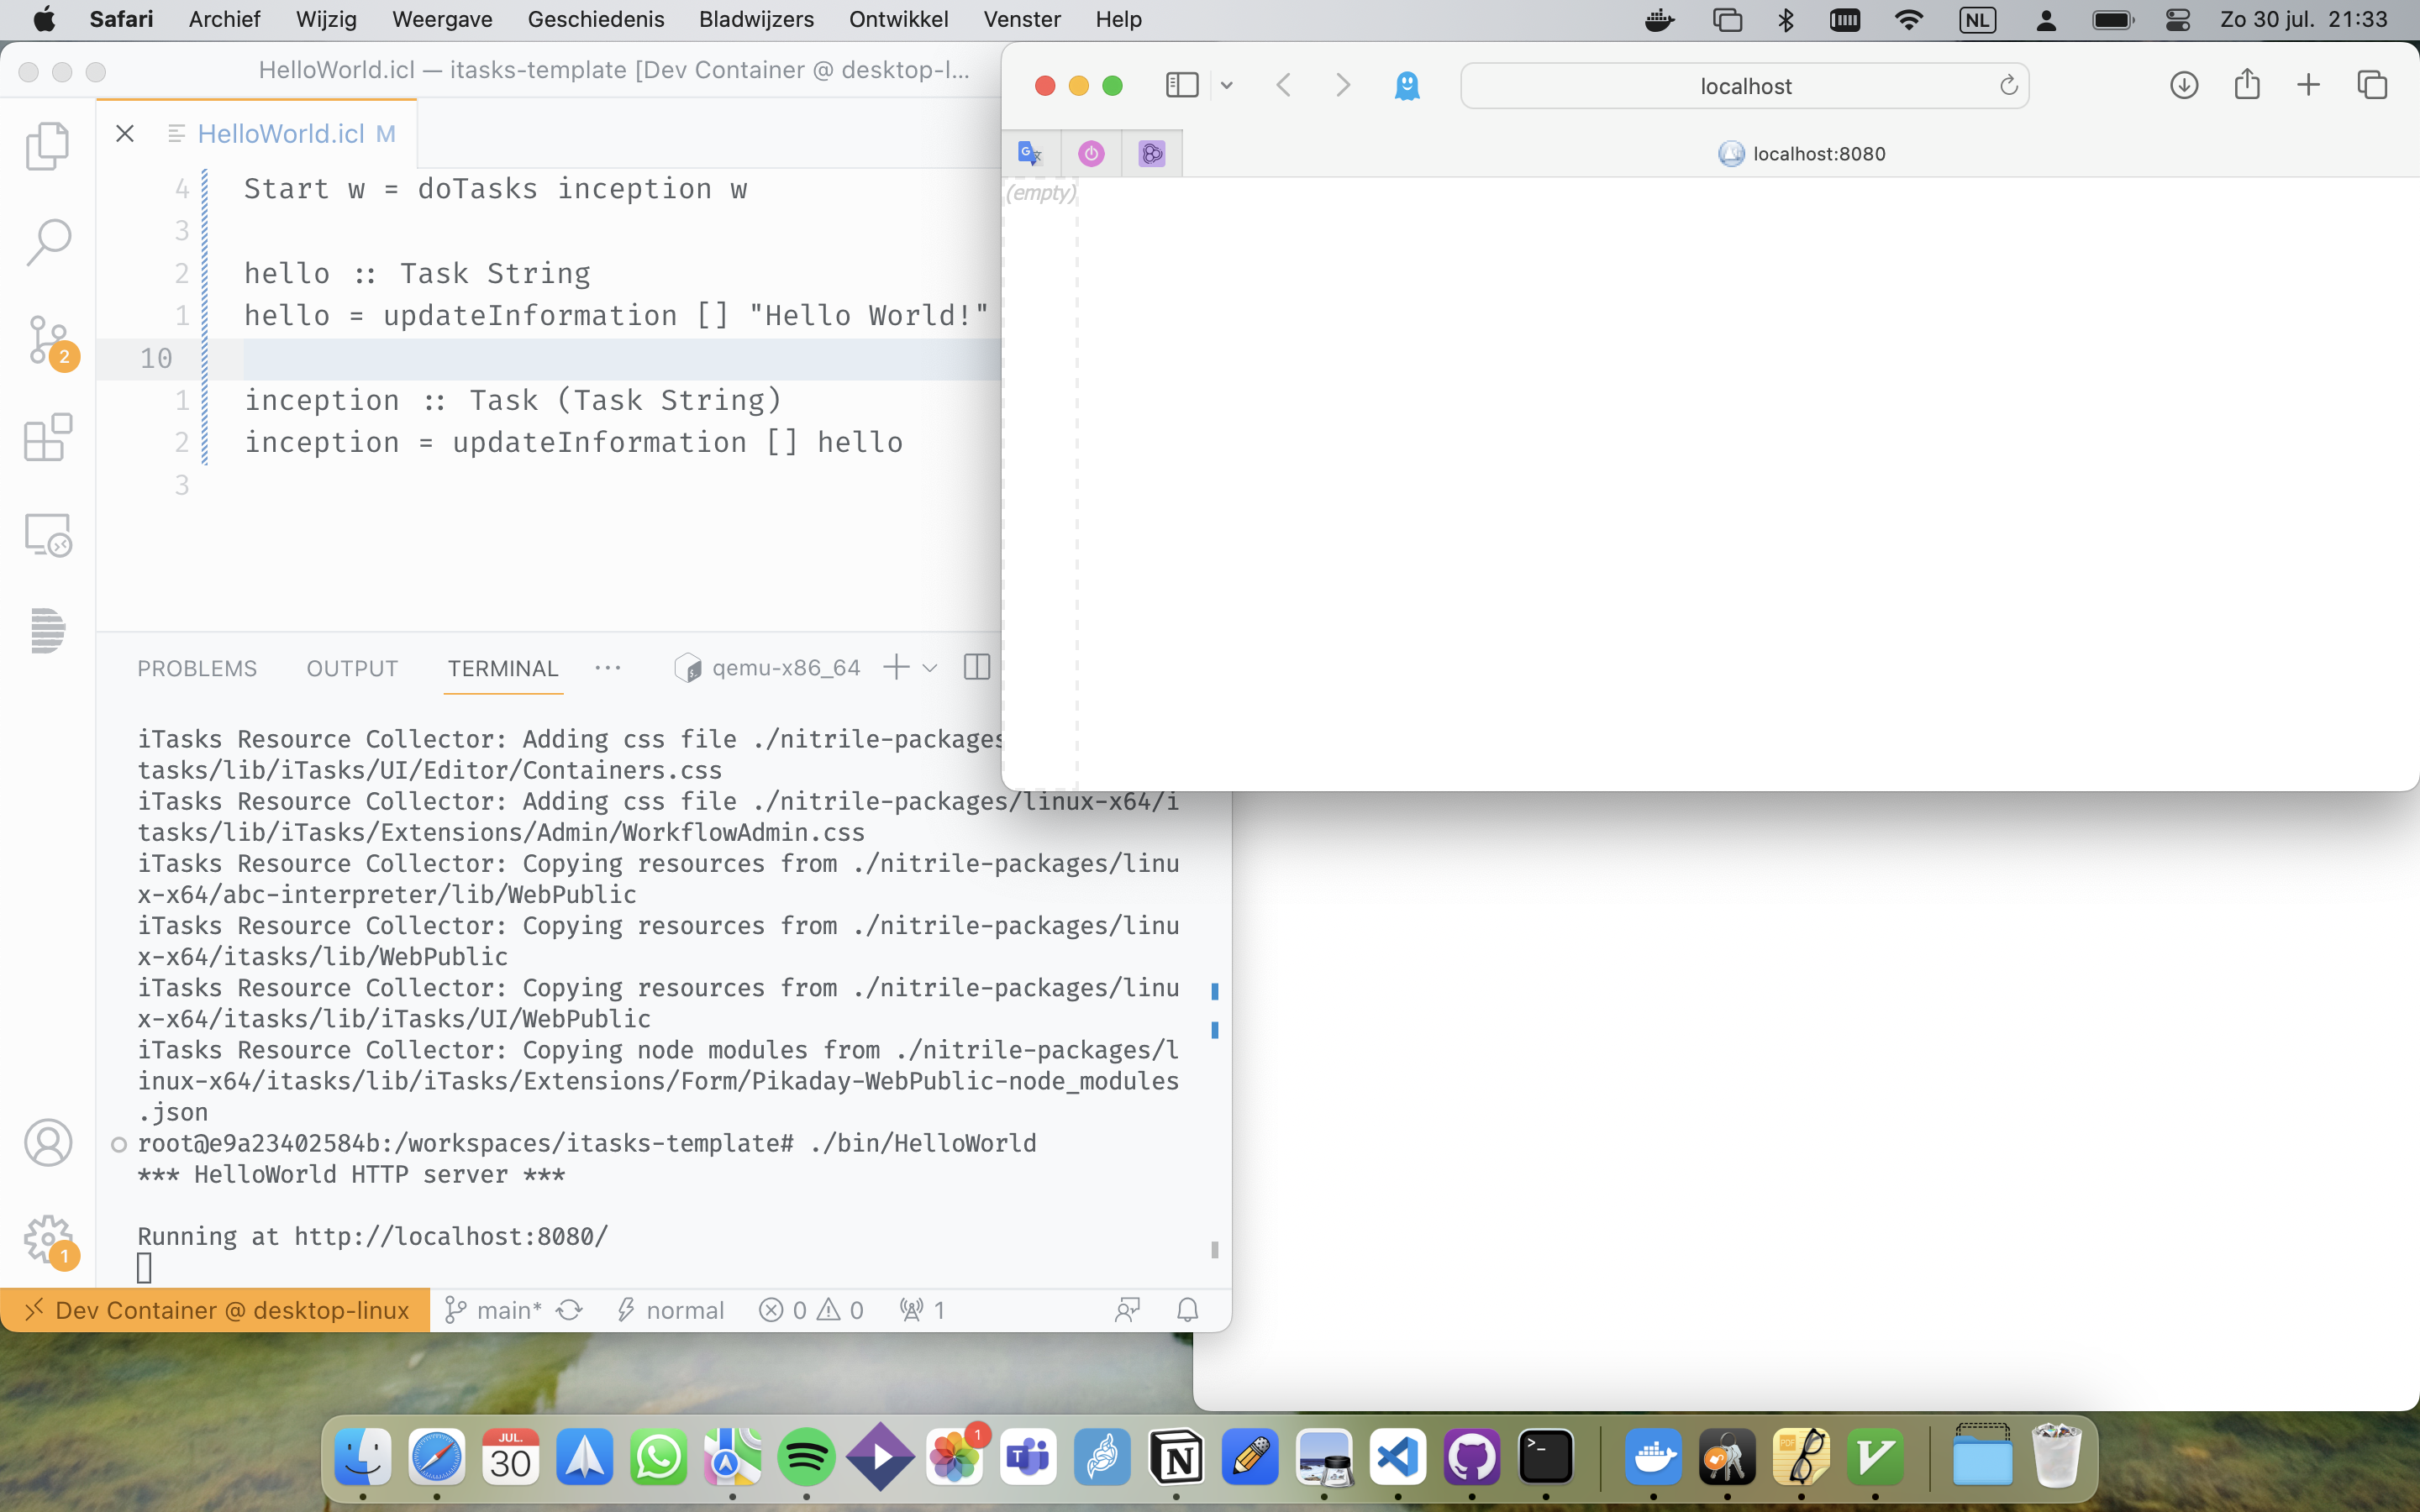 Safari Archief Wijzig Weergave Geschiedenis Bladwijzers Ontwikkel Venster Help NL Zo 30 jul. 21:33
HelloWorld.icl — itasks-template [Dev Container @ desktop-l...
HelloWorld.icl M
4 Start w = doTasks inception w
3
2 hello :: Task String
1 hello = updateInformation [] "Hello World!"
10
1 inception :: Task (Task String)
2 inception = updateInformation [] hello
3
PROBLEMS OUTPUT TERMINAL ··· qemu-x86_64
iTasks Resource Collector: Adding css file ./nitrile-packages
tasks/lib/iTasks/UI/Editor/Containers.css
iTasks Resource Collector: Adding css file ./nitrile-packages/linux-x64/i
tasks/lib/iTasks/Extensions/Admin/WorkflowAdmin.css
iTasks Resource Collector: Copying resources from ./nitrile-packages/linu
x-x64/abc-interpreter/lib/WebPublic
iTasks Resource Collector: Copying resources from ./nitrile-packages/linu
x-x64/itasks/lib/WebPublic
iTasks Resource Collector: Copying resources from ./nitrile-packages/linu
x-x64/itasks/lib/iTasks/UI/WebPublic
iTasks Resource Collector: Copying node modules from ./nitrile-packages/l
inux-x64/itasks/lib/iTasks/Extensions/Form/Pikaday-WebPublic-node_modules
.json
root@e9a23402584b:/workspaces/itasks-template# ./bin/HelloWorld
*** HelloWorld HTTP server ***
Running at http://localhost:8080/
2
1
Dev Container @ desktop-linux main* normal 0 0 1
localhost
localhost:8080
(empty)
JUL.
30
1